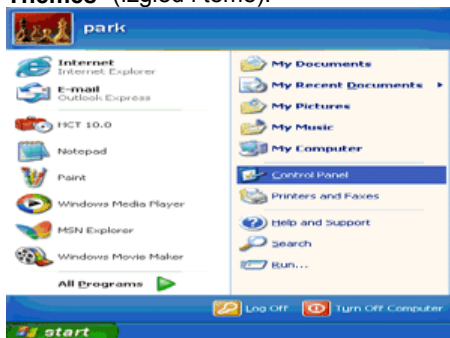 Themes" (Izgled i teme).
park
Internet
Internet Explorer
E-mail
Outlook Express
HCT 10.0
Notepad
Paint
Windows Media Player
MSN Explorer
Windows Movie Maker
All Programs
My Documents
My Recent Documents
My Pictures
My Music
My Computer
Control Panel
Printers and Faxes
Help and Support
Search
Run...
Log Off
Turn Off Computer
start